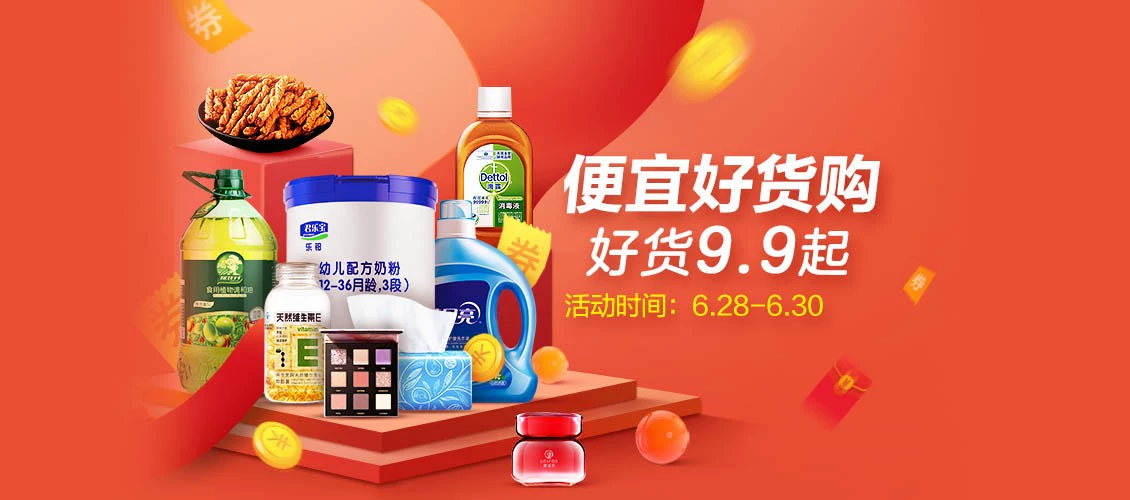 便宜好货购
好货9.9起
活动时间：6.28-6.30
券
券
券
Dettol
滴露
消毒液
君乐宝
乐铂
幼儿配方奶粉
12-36月龄,3段)
食用植物调和油
天然维生素E
vitamin
E
亮